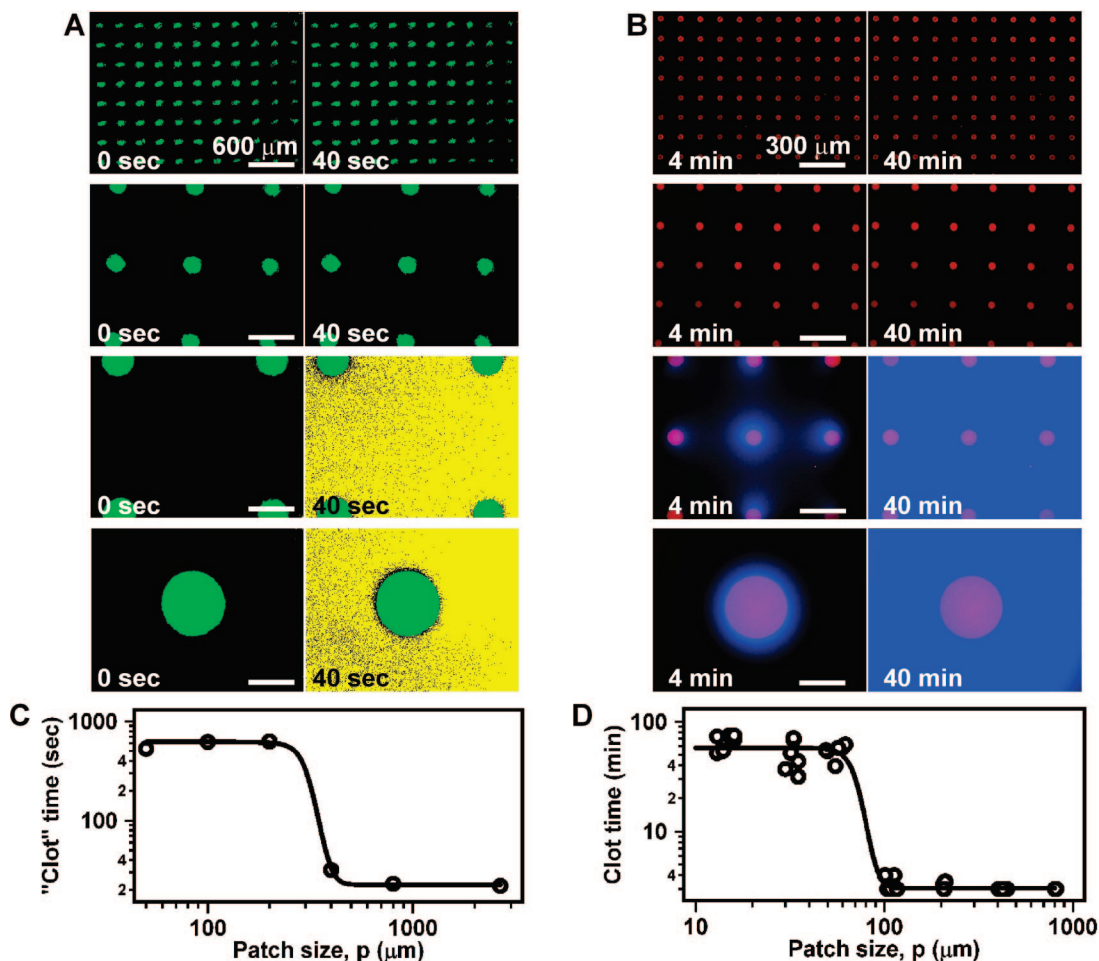 A
600 μm
0 sec
40 sec
0 sec
40 sec
0 sec
40 sec
0 sec
40 sec
B
300 μm
4 min
40 min
4 min
40 min
4 min
40 min
4 min
40 min
C
"Clot" time (sec)
1000
4
2
100
4
2
100
1000
Patch size, p (μm)
D
Clot time (min)
100
4
2
10
4
10
100
1000
Patch size, p (μm)